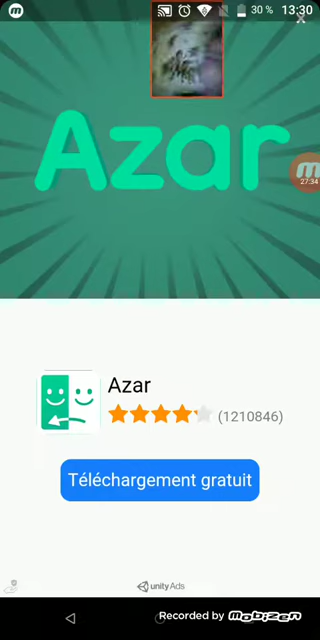 30 % 13:30
Azar
27:34
Azar
(1210846)
Téléchargement gratuit
unityAds
Recorded by mobizen